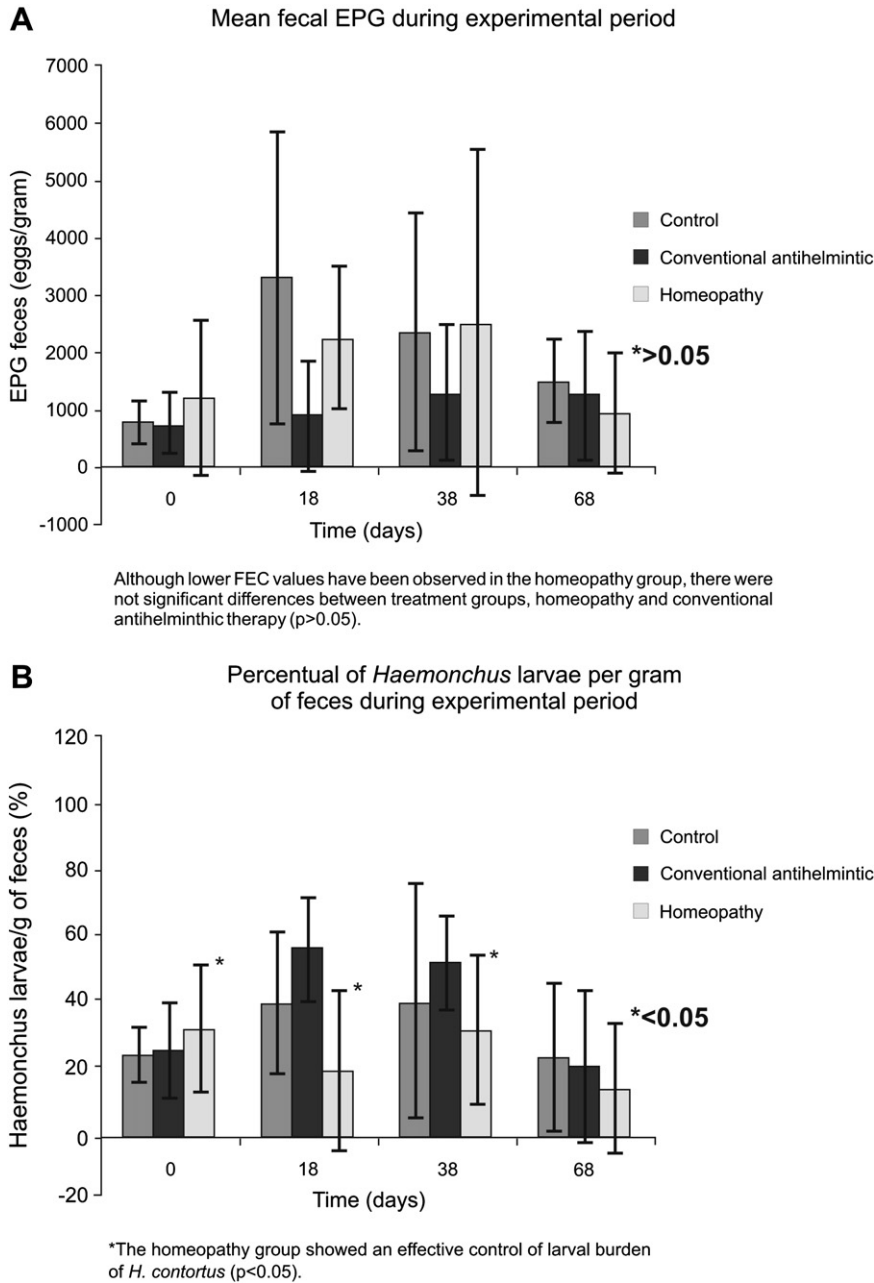 A
Mean fecal EPG during experimental period
EPG feces (eggs/gram)
7000
6000
5000
4000
3000
2000
1000
0
-1000
0
18
38
68
Time (days)
Control
Conventional antihelmintic
Homeopathy
*>0.05
Although lower FEC values have been observed in the homeopathy group, there were
not significant differences between treatment groups, homeopathy and conventional
antihelminthic therapy (p>0.05).
B
Percentual of Haemonchus larvae per gram
of feces during experimental period
Haemonchus larvae/g of feces (%)
120
100
80
60
40
20
0
-20
*
*
*
0
18
38
68
Time (days)
Control
Conventional antihelmintic
Homeopathy
*<0.05
*The homeopathy group showed an effective control of larval burden
of H. contortus (p<0.05).